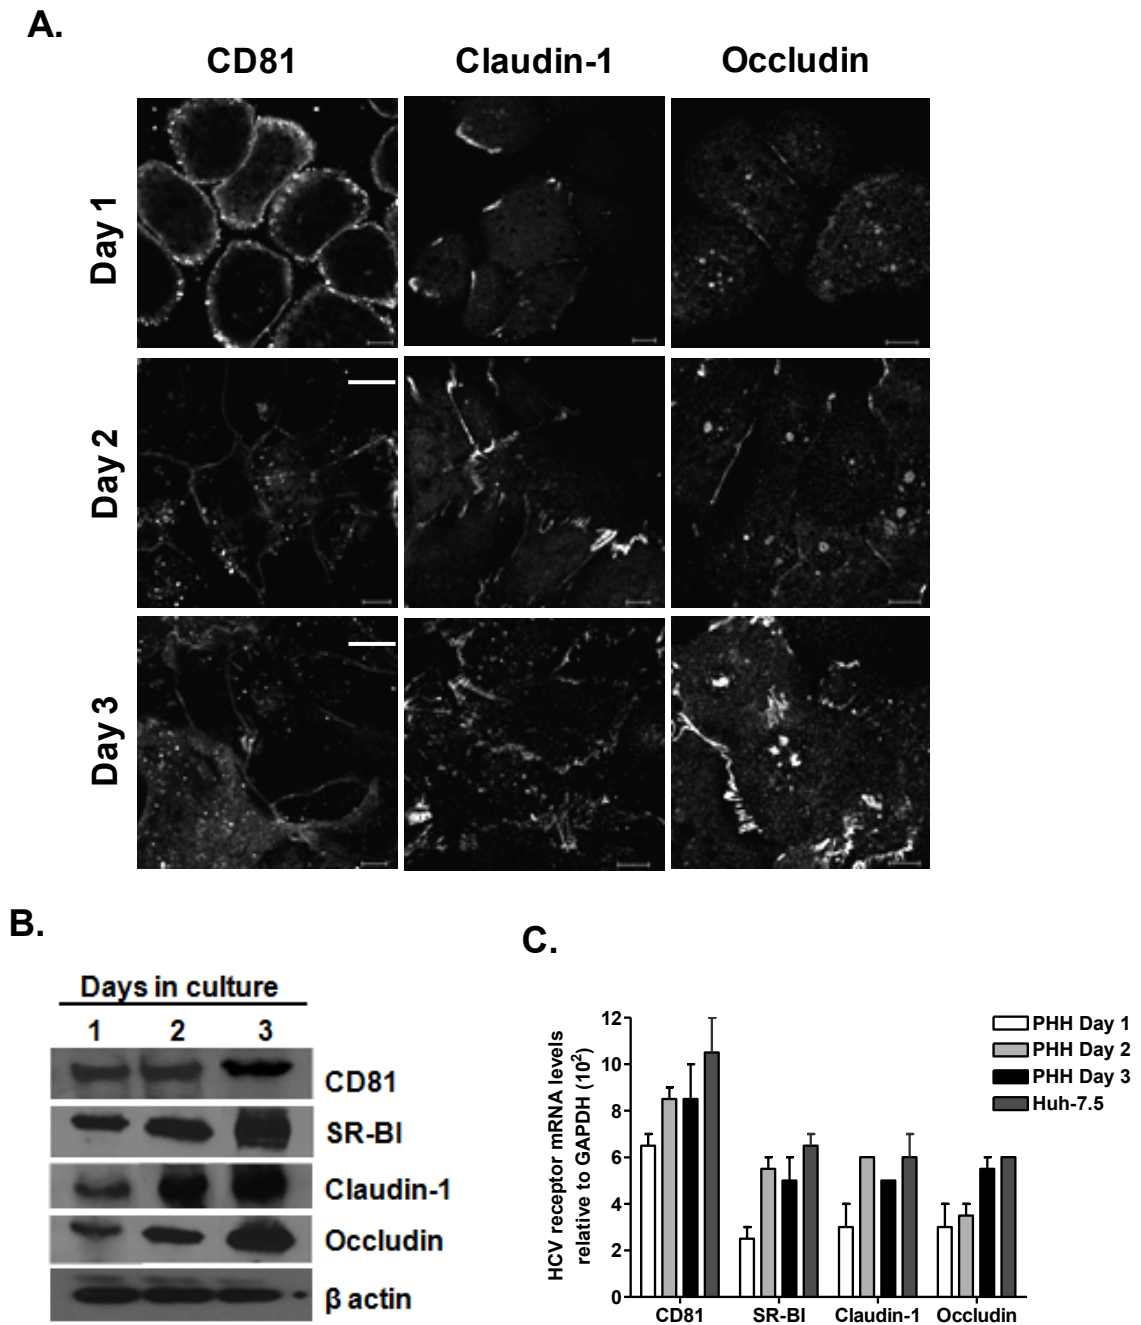 A.
CD81 Claudin-1 Occludin
Day 1
Day 2
Day 3
B.
Days in culture
1 2 3
CD81
SR-BI
Claudin-1
Occludin
β actin
C.
HCV receptor mRNA levels
relative to GAPDH (10²)
12
10
8
6
4
2
0
CD81 SR-BI Claudin-1 Occludin
PHH Day 1
PHH Day 2
PHH Day 3
Huh-7.5